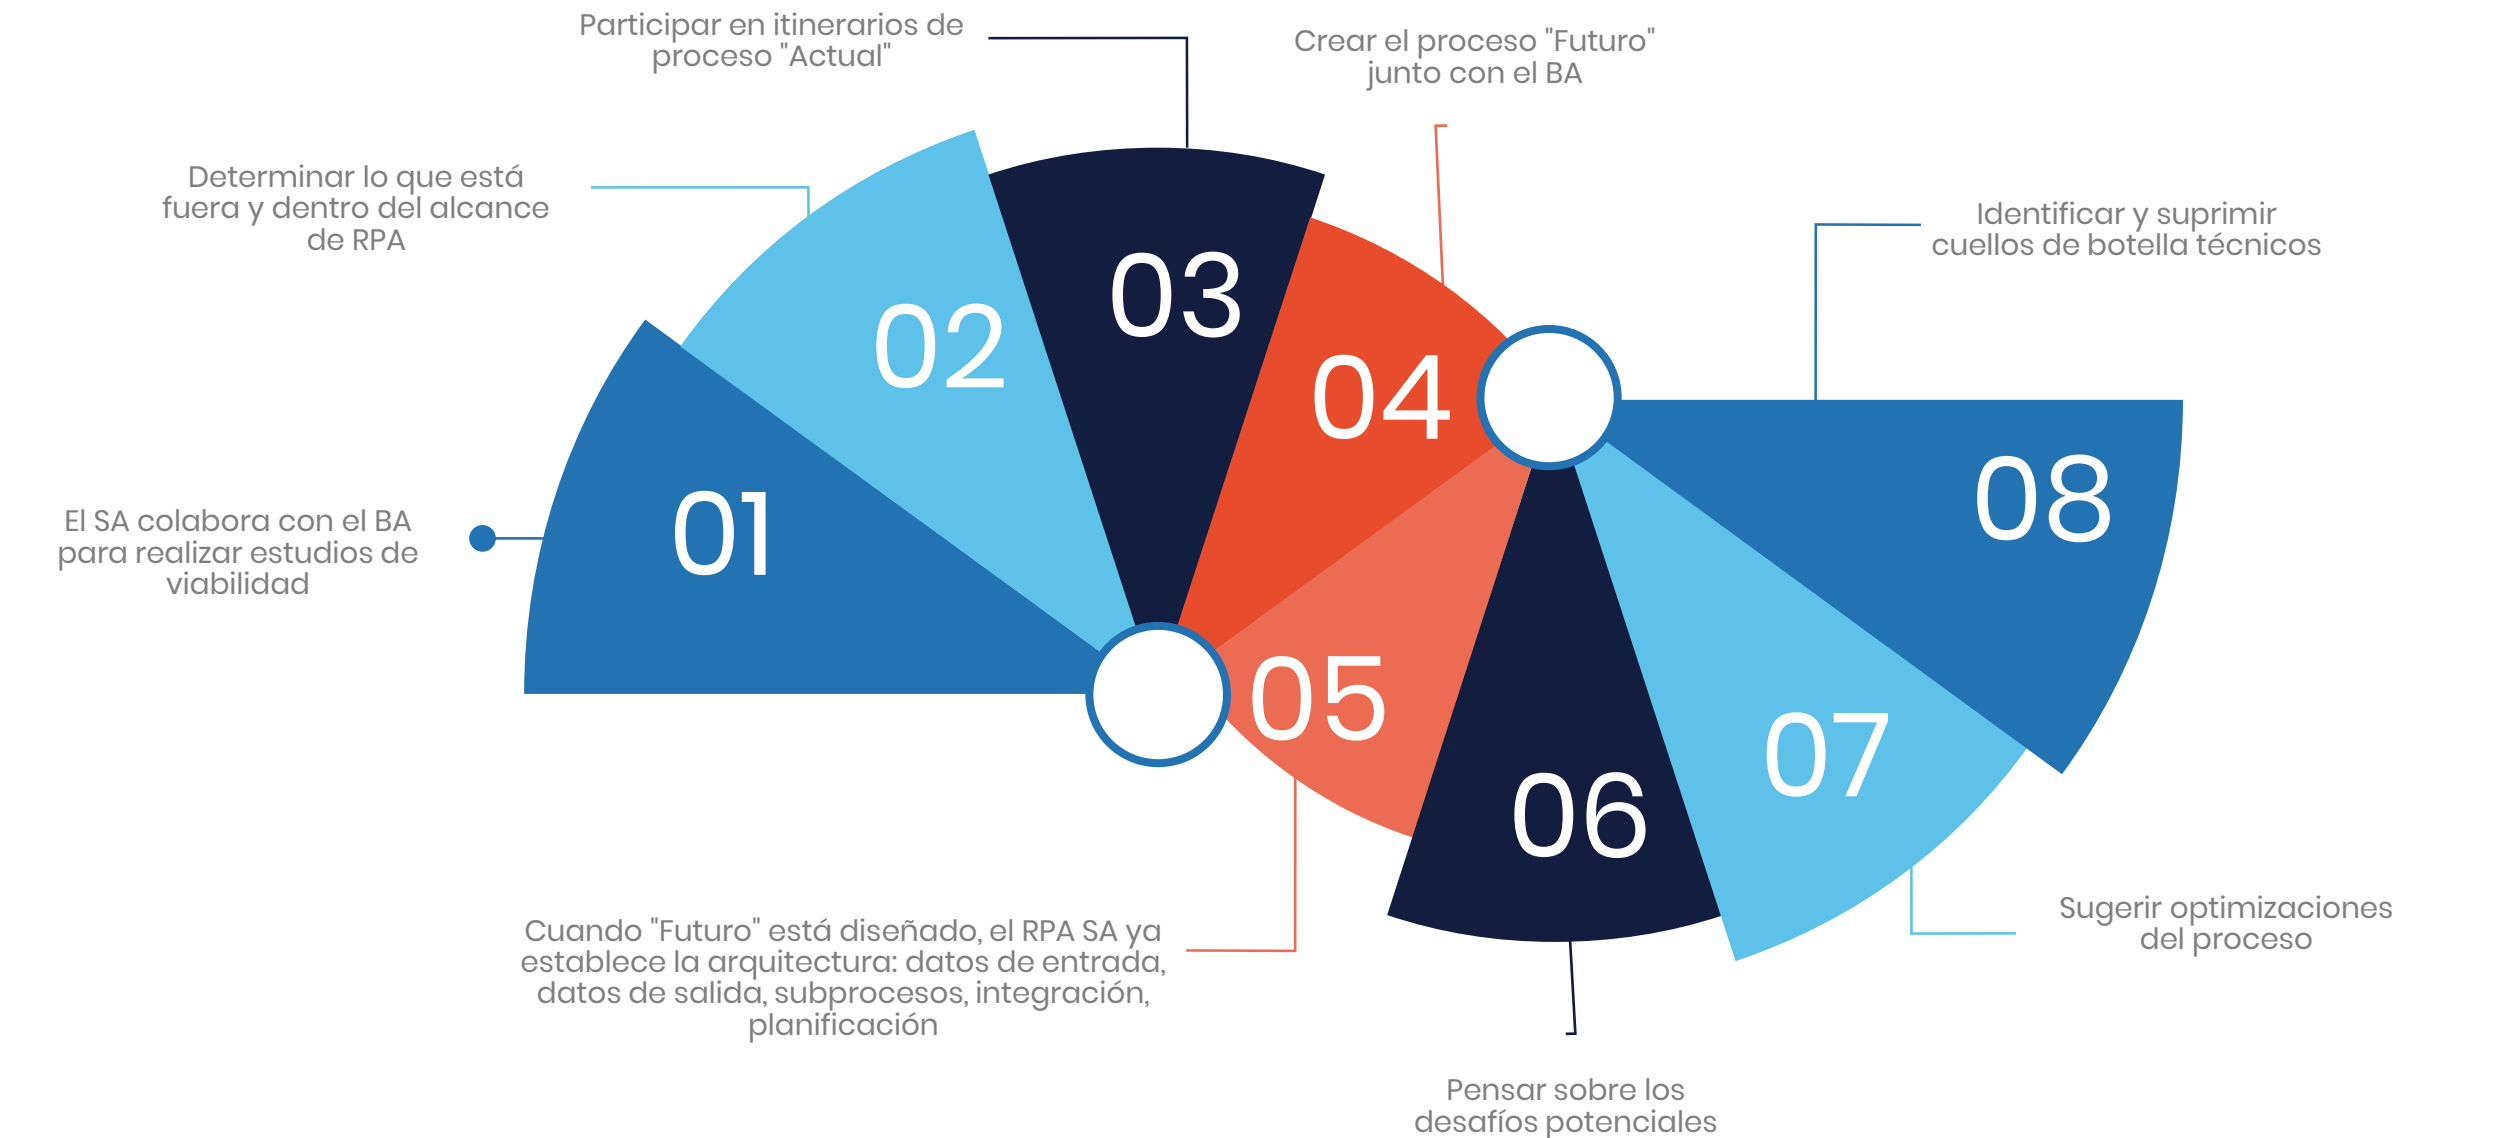 El SA colabora con el BA
para realizar estudios de
viabilidad
01
Determinar lo que está
fuera y dentro del alcance
de RPA
02
Participar en itinerarios de
proceso "Actual"
03
Crear el proceso "Futuro"
junto con el BA
04
Cuando "Futuro" está diseñado, el RPA SA ya
establece la arquitectura: datos de entrada,
datos de salida, subprocesos, integración,
planificación
05
Pensar sobre los
desafíos potenciales
06
Sugerir optimizaciones
del proceso
07
Identificar y suprimir
cuellos de botella técnicos
08